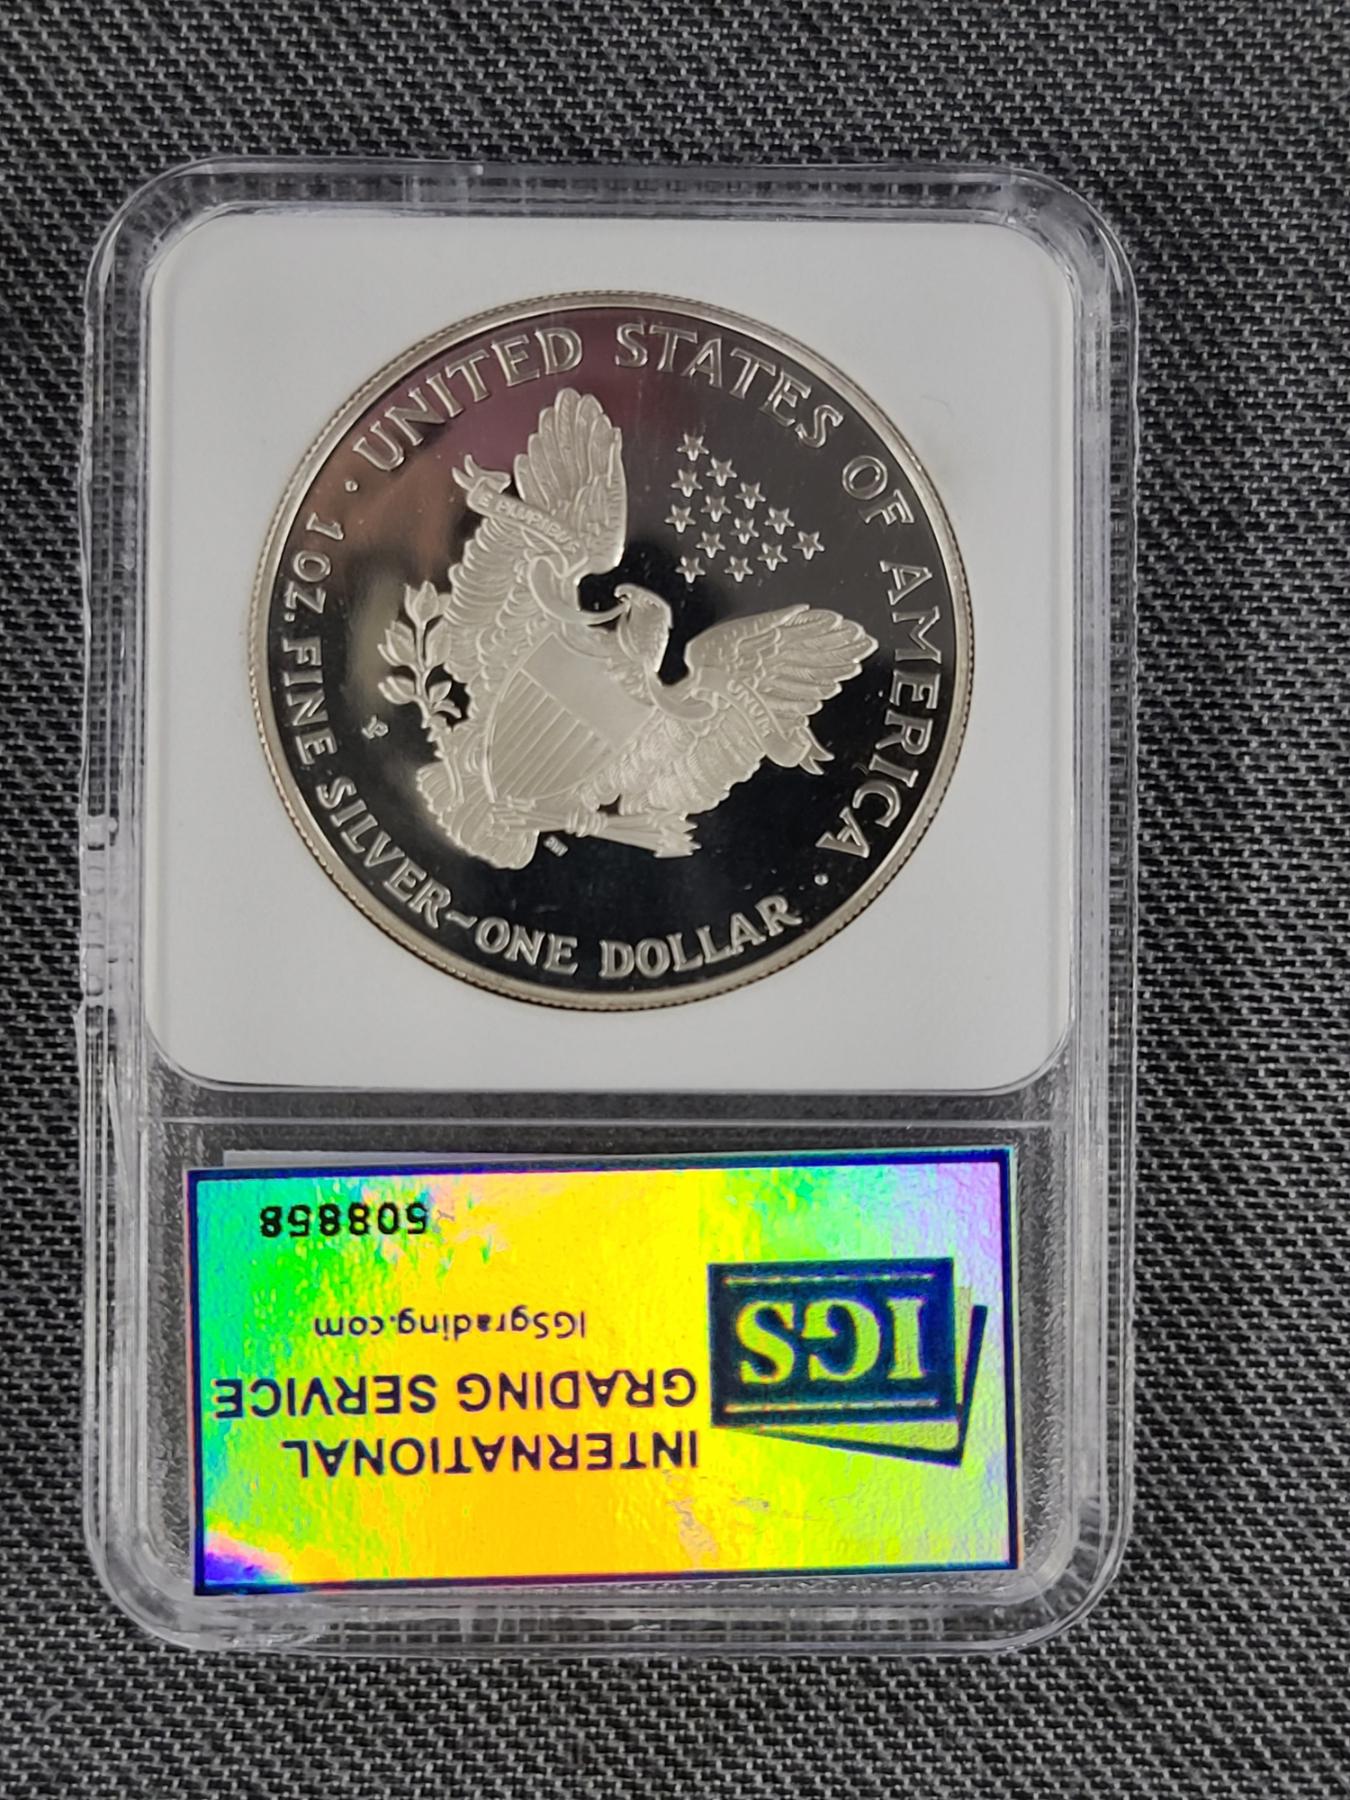 UNITED STATES OF AMERICA
1 OZ. FINE SILVER~ONE DOLLAR
E PLURIBUS
UNUM
IGS
INTERNATIONAL
GRADING SERVICE
IGSgrading.com
508858